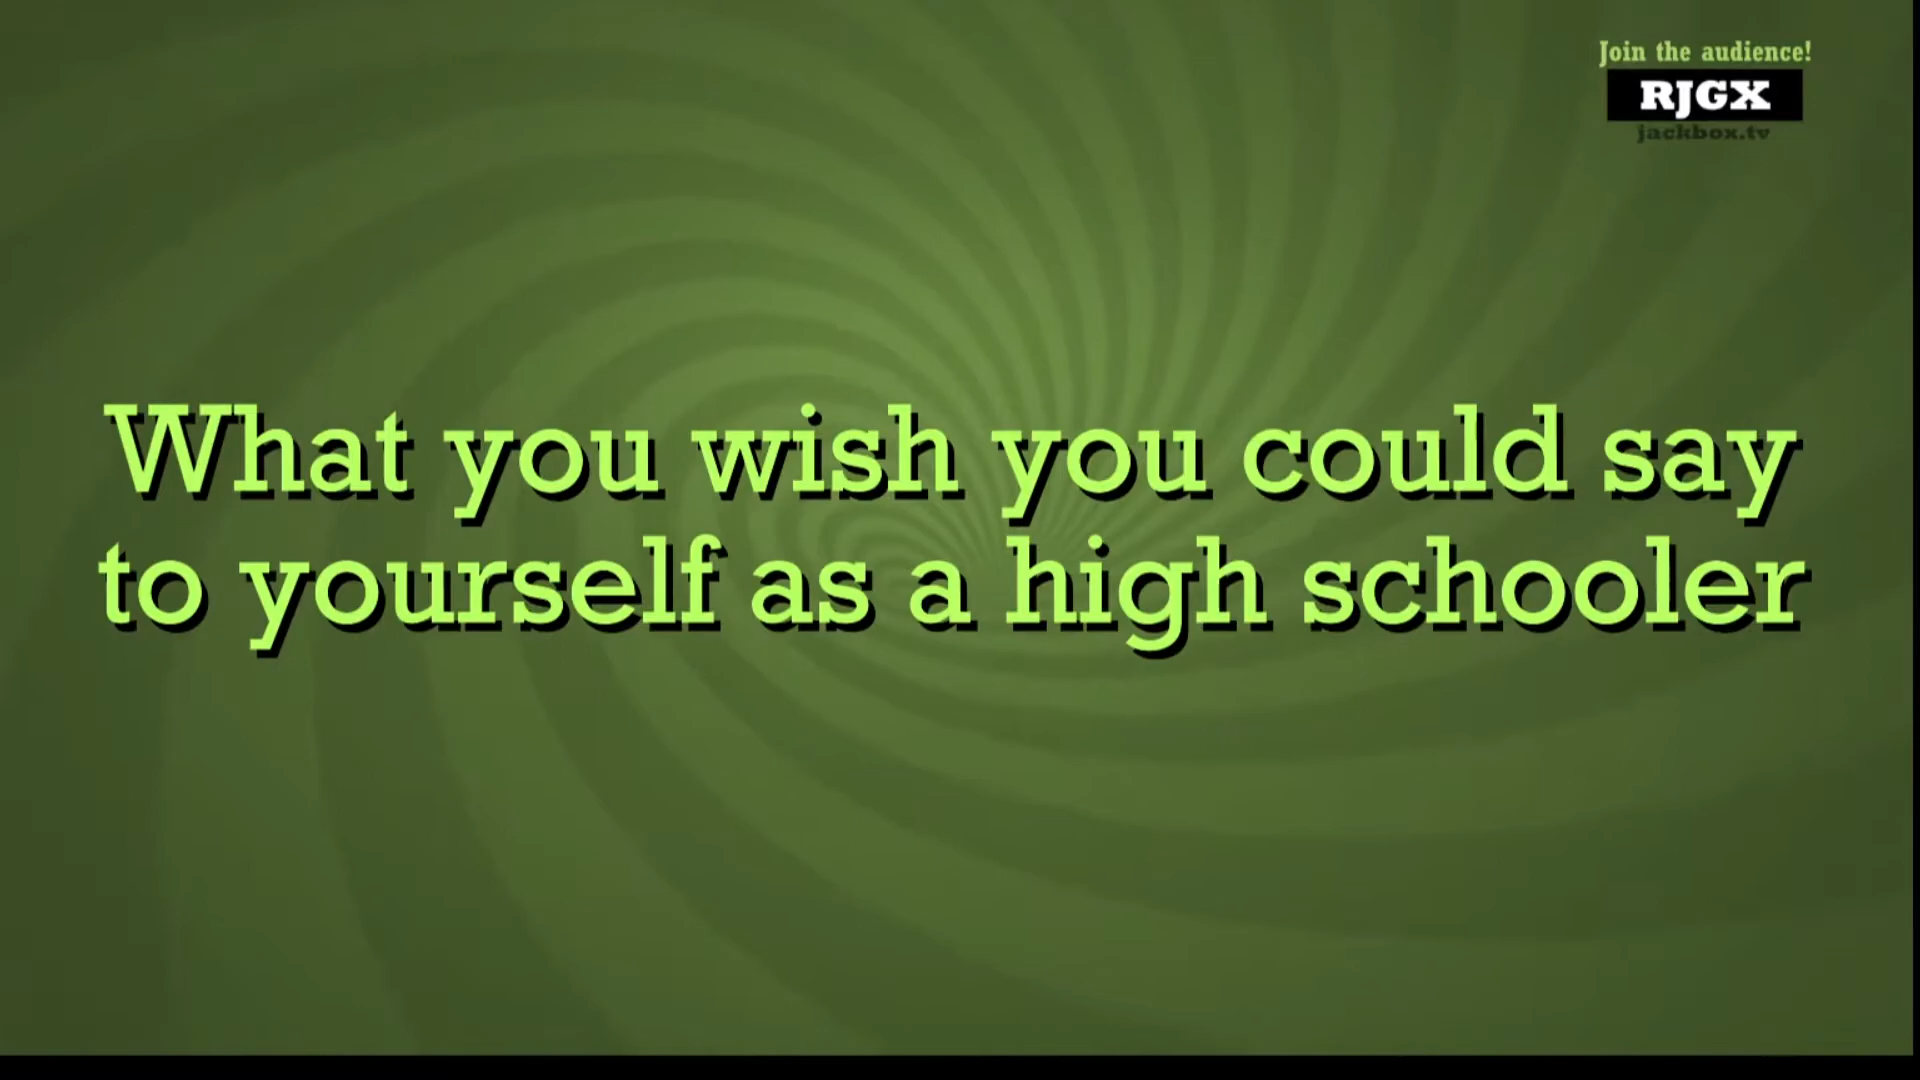 Join the audience!
RJGX
jackbox.tv
What you wish you could say
to yourself as a high schooler